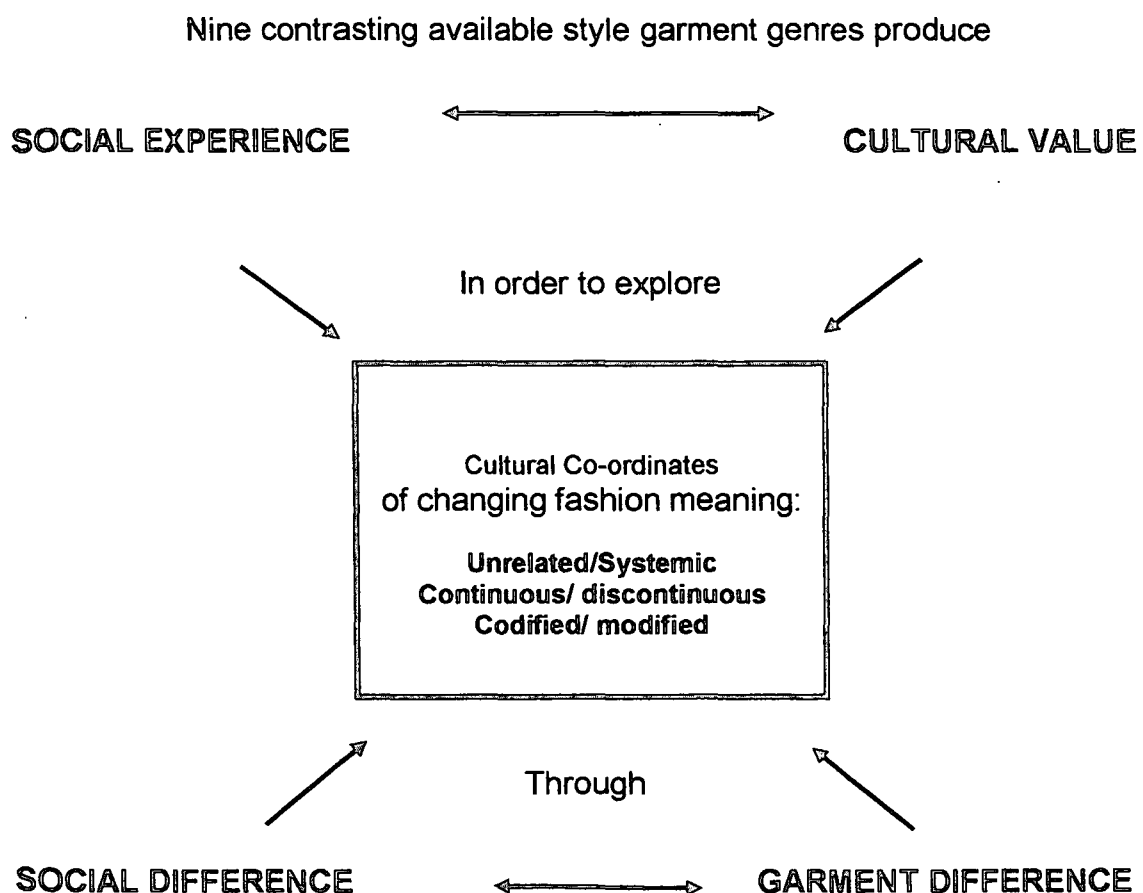 Nine contrasting available style garment genres produce
SOCIAL EXPERIENCE CULTURAL VALUE
In order to explore
Cultural Co-ordinates
of changing fashion meaning:
Unrelated/Systemic
Continuous/ discontinuous
Codified/ modified
Through
SOCIAL DIFFERENCE GARMENT DIFFERENCE